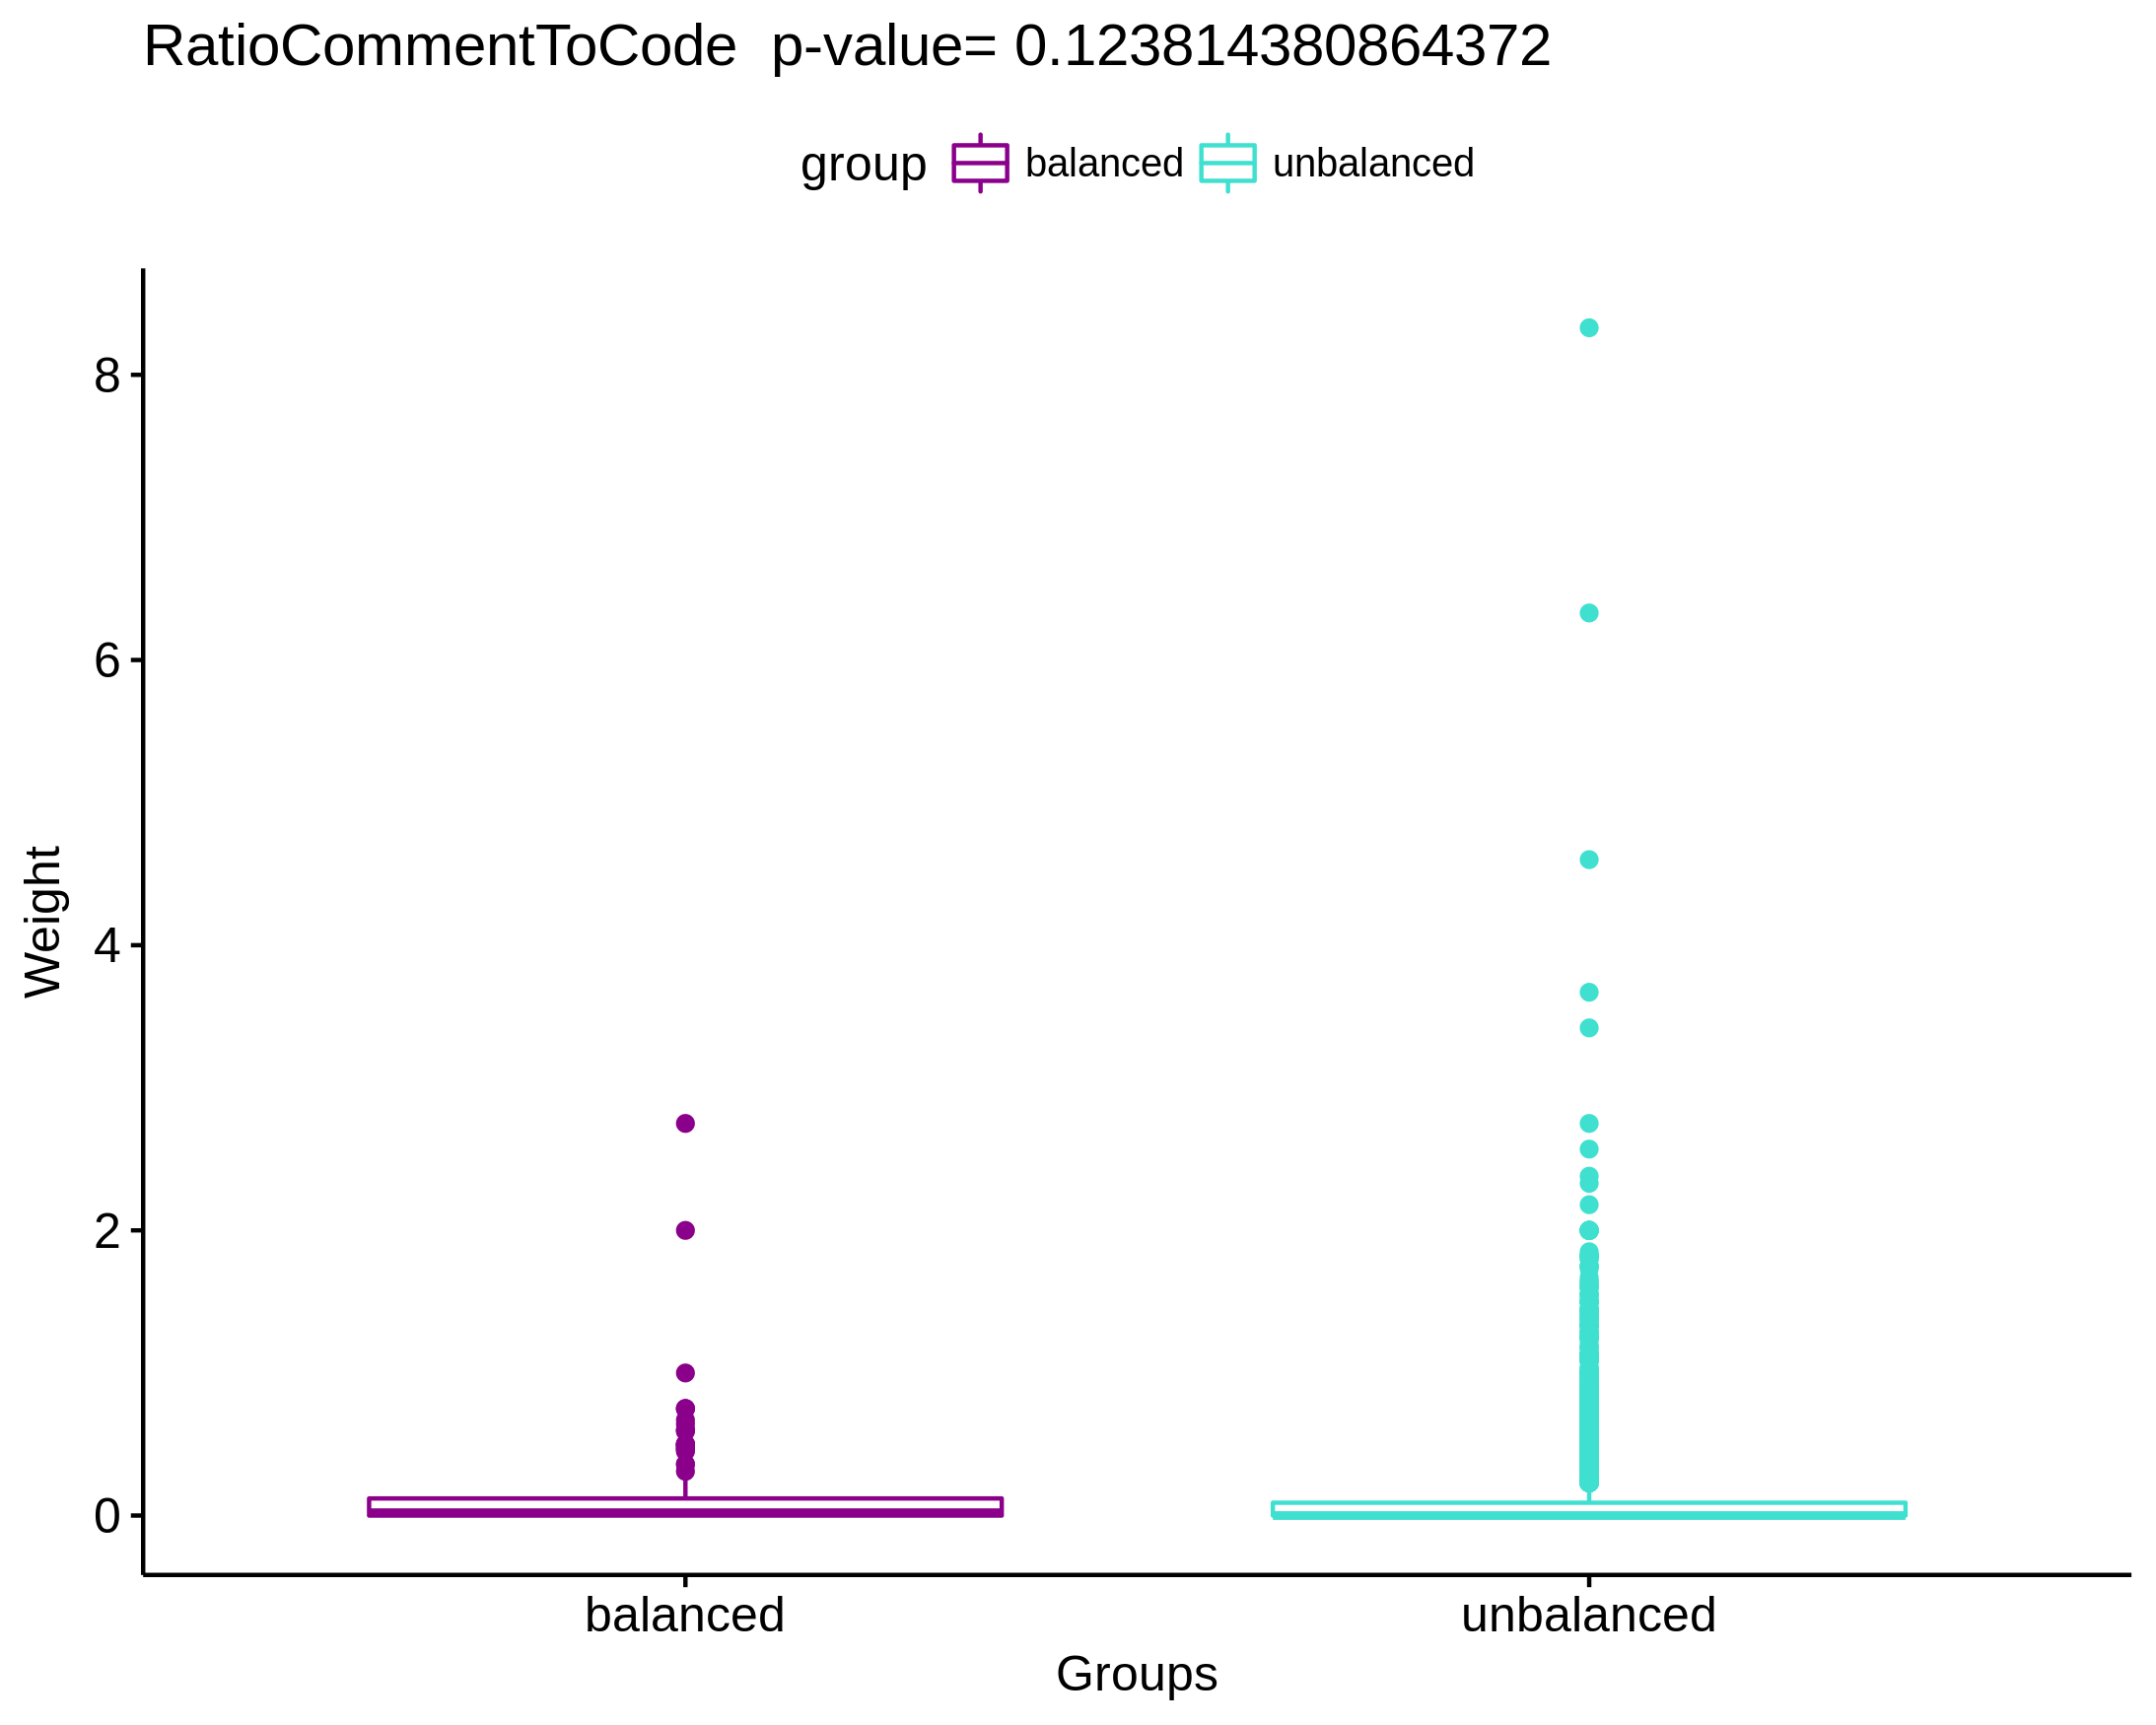 RatioCommentToCode  p-value= 0.123814380864372
group balanced unbalanced
8
6
4
2
0
Weight
balanced unbalanced
Groups